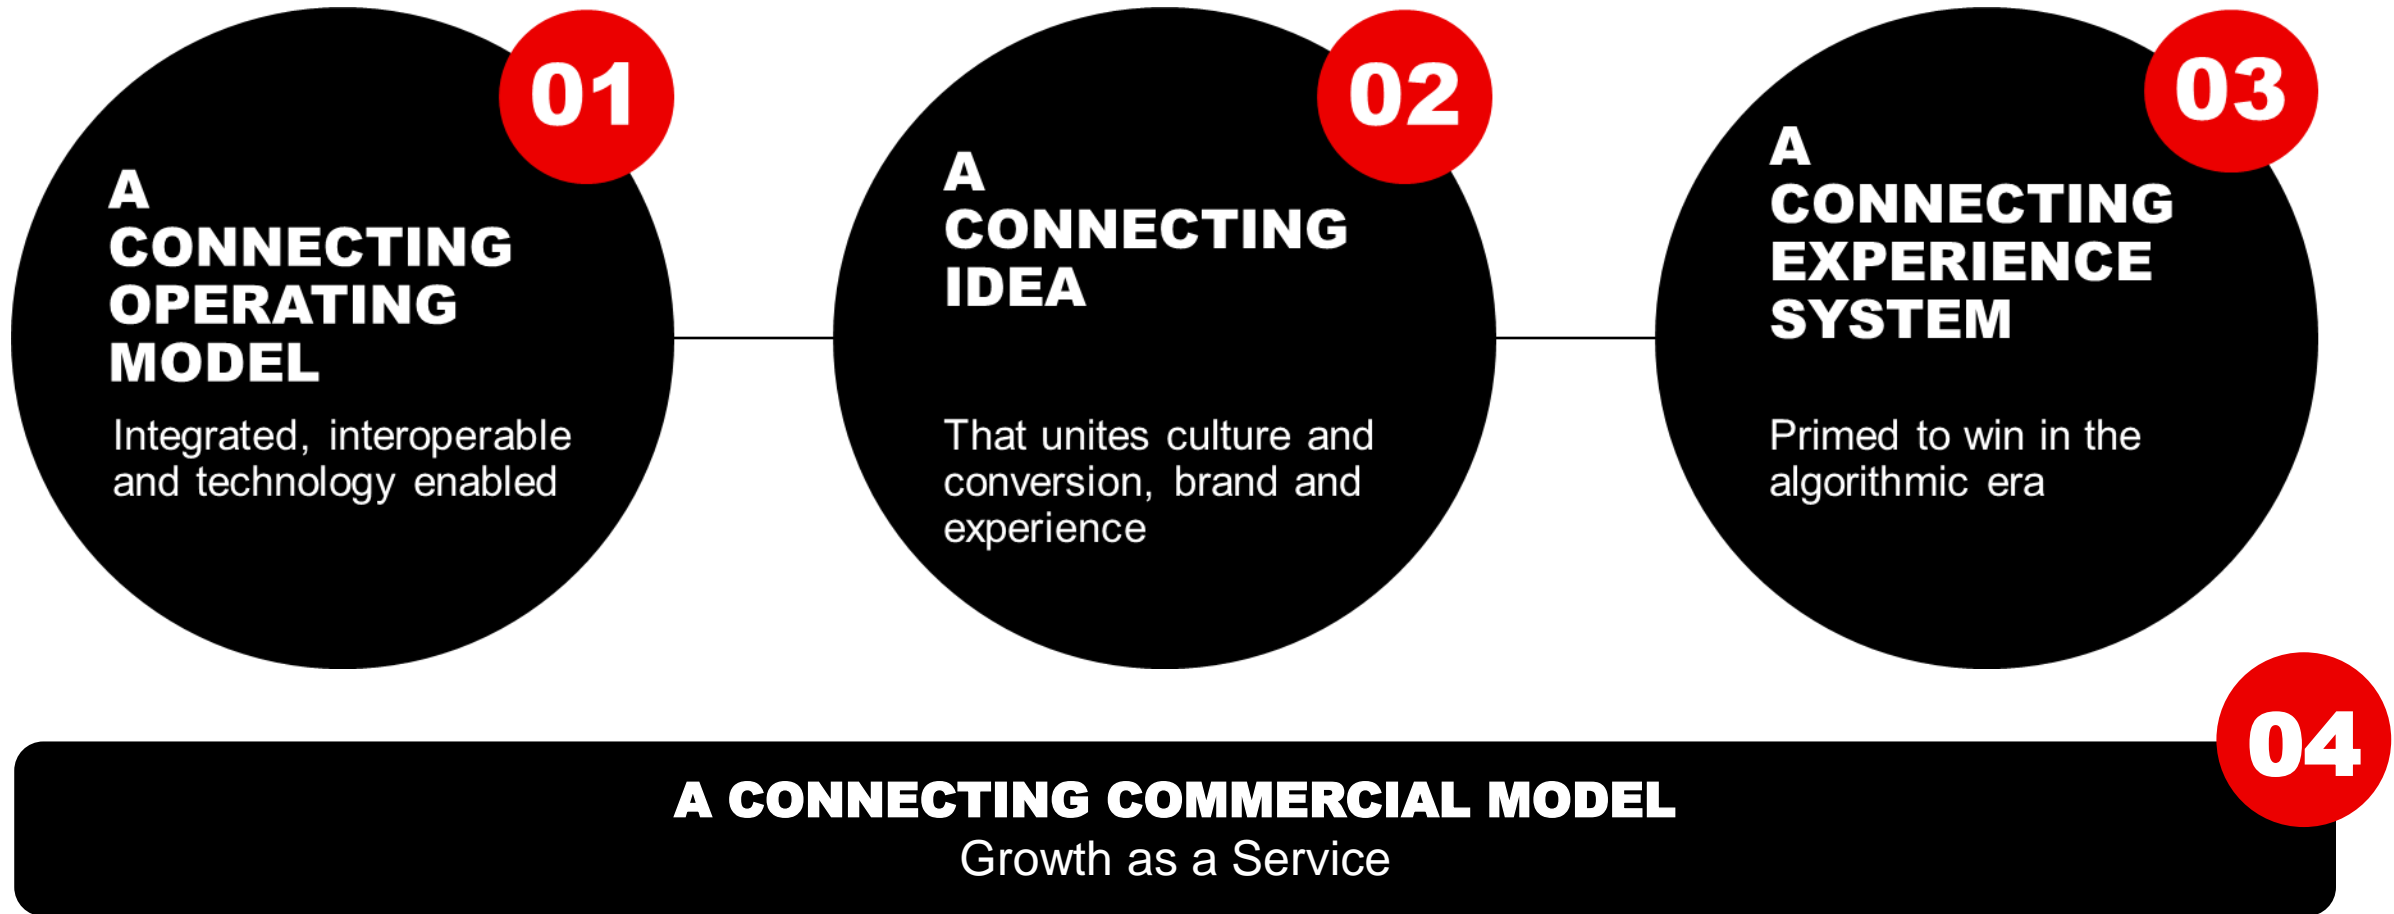 01
A
CONNECTING
OPERATING
MODEL
Integrated, interoperable
and technology enabled
02
A
CONNECTING
IDEA
That unites culture and
conversion, brand and
experience
03
A
CONNECTING
EXPERIENCE
SYSTEM
Primed to win in the
algorithmic era
04
A CONNECTING COMMERCIAL MODEL
Growth as a Service